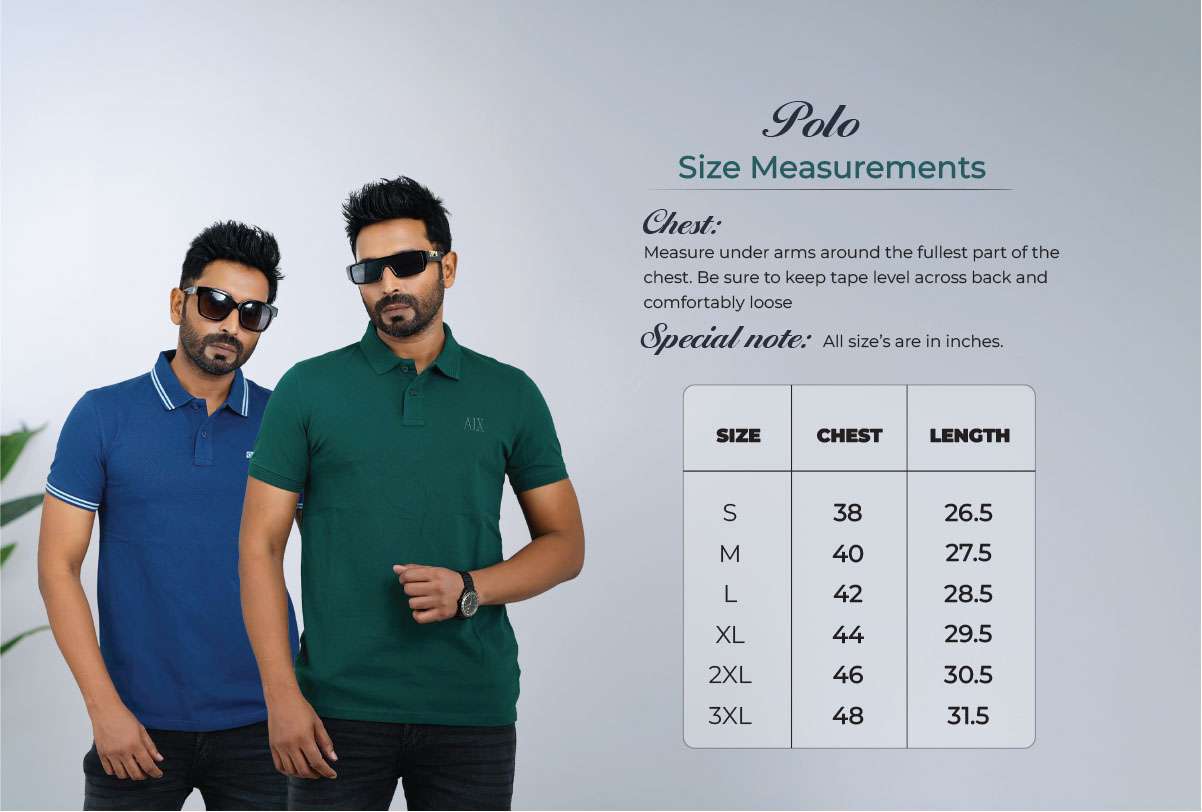 Polo
Size Measurements
Chest:
Measure under arms around the fullest part of the
chest. Be sure to keep tape level across back and
comfortably loose
Special note: All size's are in inches.
SIZE CHEST LENGTH
S 38 26.5
M 40 27.5
L 42 28.5
XL 44 29.5
2XL 46 30.5
3XL 48 31.5
AIX